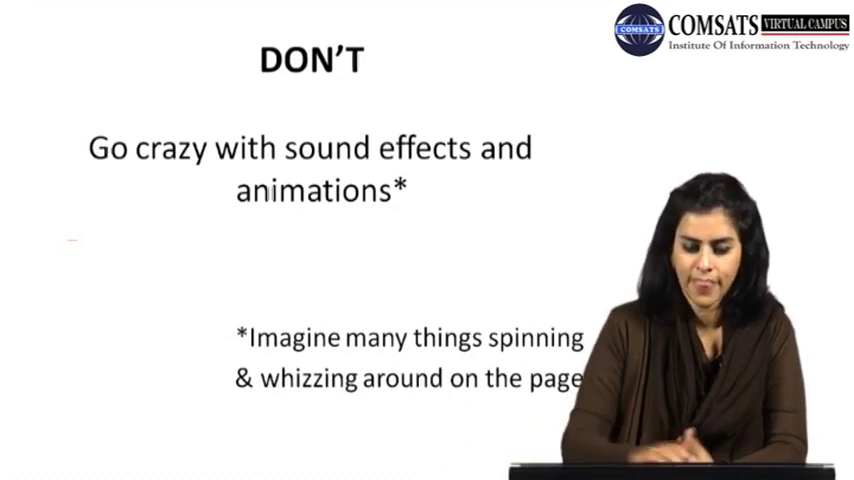 COMSATS VIRTUAL CAMPUS
COMSATS
Institute Of Information Technology
DON'T
Go crazy with sound effects and
animations*
*Imagine many things spinning
& whizzing around on the page